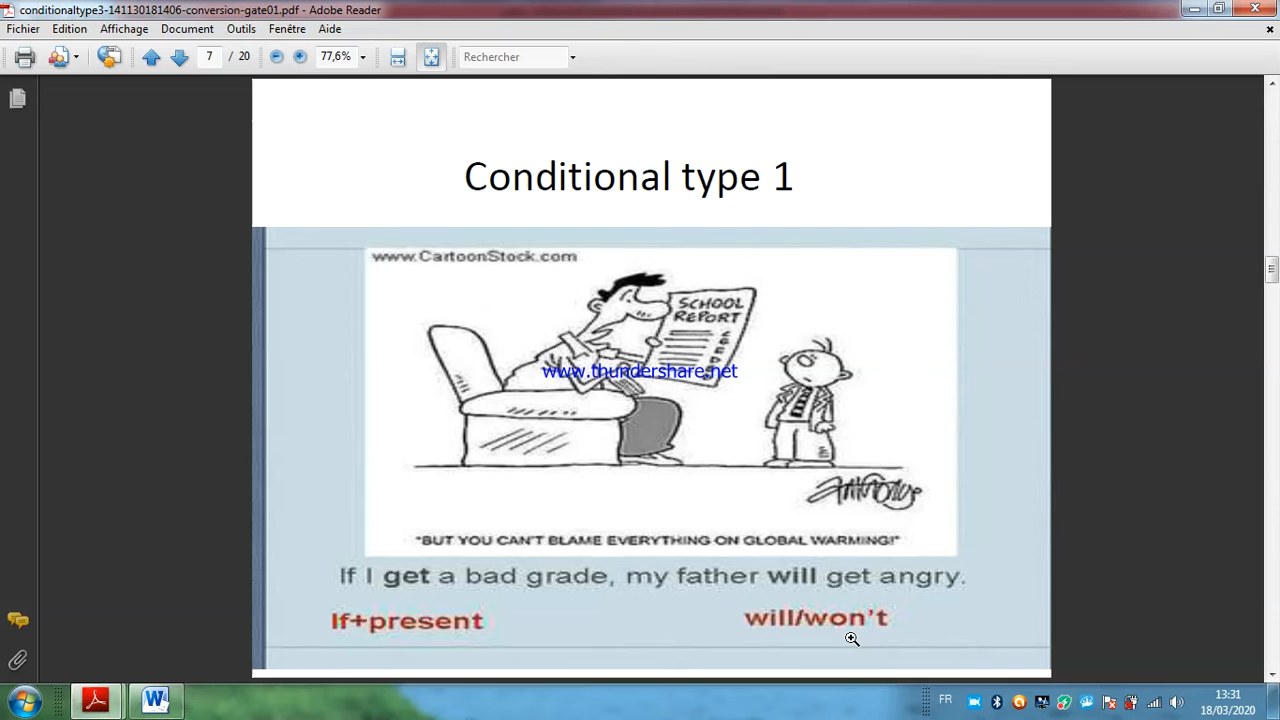 conditionaltype3-141130181406-conversion-gate01.pdf - Adobe Reader
Fichier Edition Affichage Document Outils Fenêtre Aide
7 / 20 77,6% Rechercher
Conditional type 1
www.CartoonStock.com
SCHOOL
REPORT
www.thundershare.net
"BUT YOU CAN'T BLAME EVERYTHING ON GLOBAL WARMING!"
If I get a bad grade, my father will get angry.
If+present will/won't
FR
13:31
18/03/2020